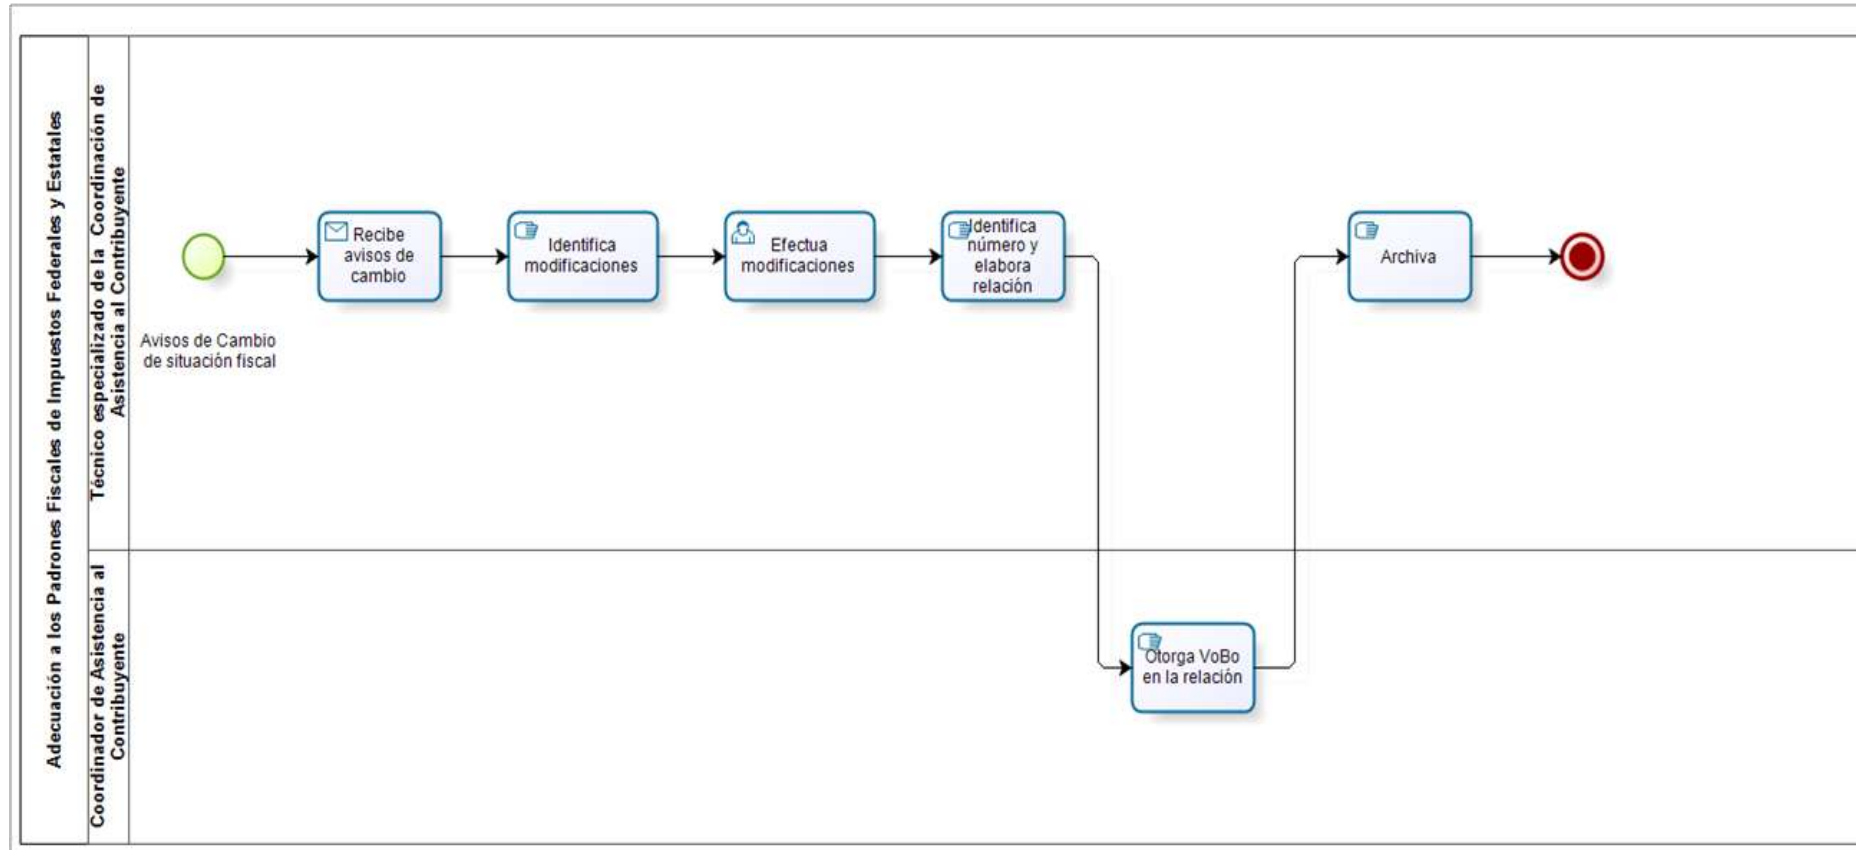 Adecuación a los Padrones Fiscales de Impuestos Federales y Estatales
Técnico especializado de la Coordinación de
Asistencia al Contribuyente
Avisos de Cambio
de situación fiscal
Recibe
avisos de
cambio
Identifica
modificaciones
Efectua
modificaciones
Identifica
número y
elabora
relación
Archiva
Coordinador de Asistencia al
Contribuyente
Otorga VoBo
en la relación